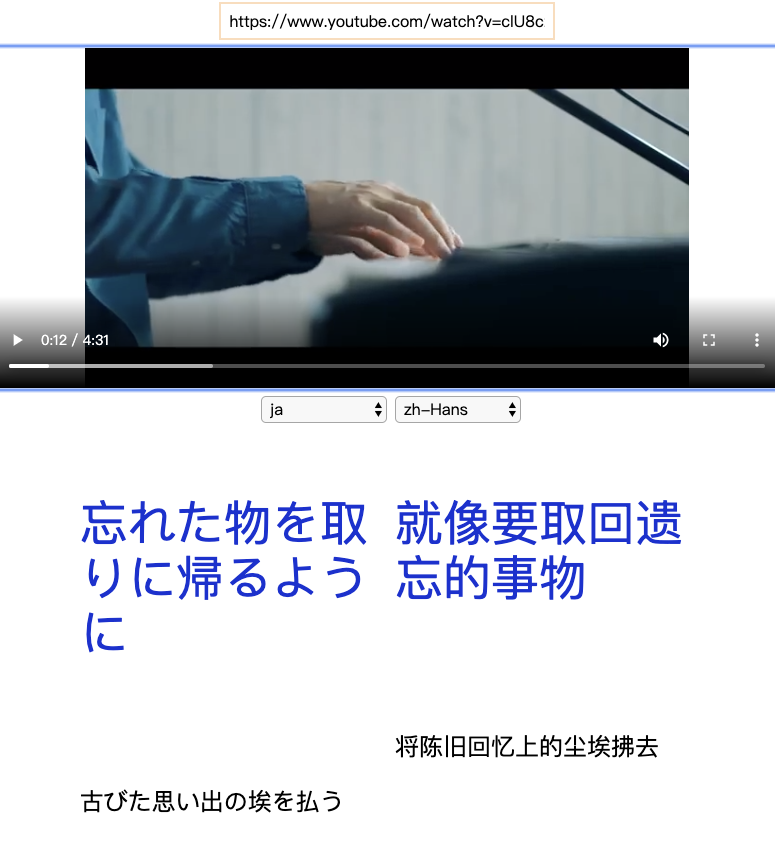 https://www.youtube.com/watch?v=clU8c
0:12 / 4:31
ja
zh-Hans
忘れた物を取
りに帰るよう
に
就像要取回遗
忘的事物
将陈旧回忆上的尘埃拂去
古びた思い出の埃を払う